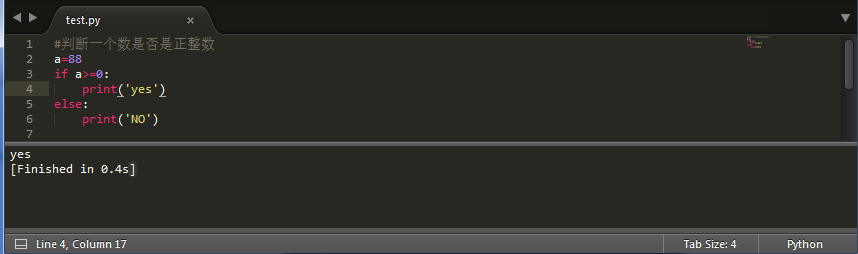 test.py
1 #判断一个数是否是正整数
2 a=88
3 if a>=0:
4     print('yes')
5 else:
6     print('NO')
7
yes
[Finished in 0.4s]
Line 4, Column 17
Tab Size: 4
Python